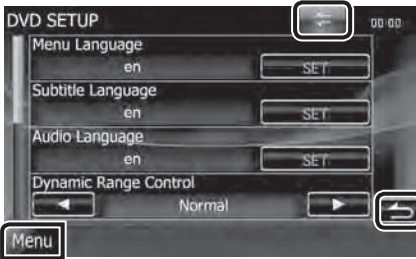 DVD SETUP 00:00
Menu Language
en SET
Subtitle Language
en SET
Audio Language
en SET
Dynamic Range Control
Normal
Menu